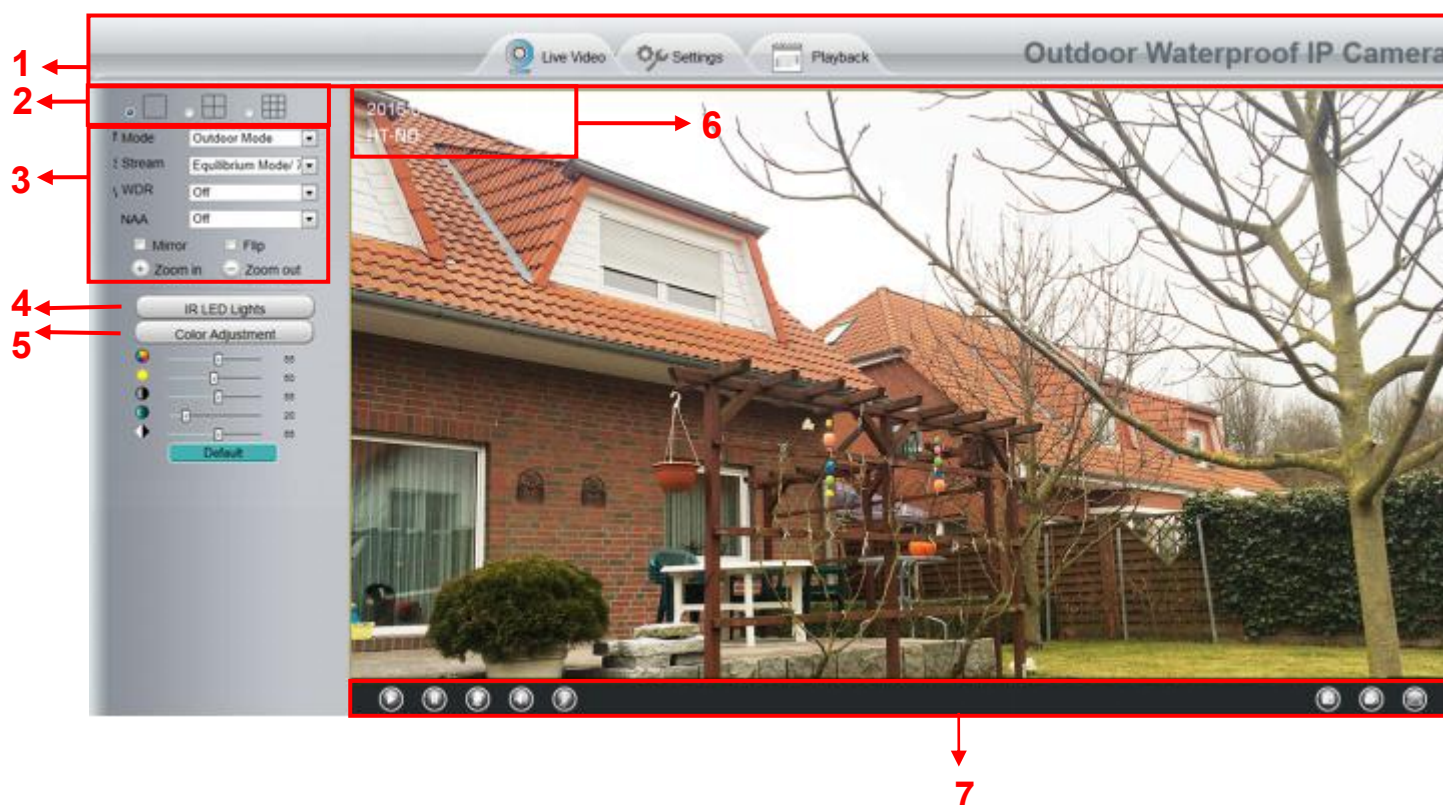 Live Video Settings Playback Outdoor Waterproof IP Camera
1
2
3
Mode Outdoor Mode
Stream Equilibrium Mode/
WDR Off
NAA Off
Mirror Flip
Zoom in Zoom out
4
IR LED Lights
5
Color Adjustment
20
Default
6
7